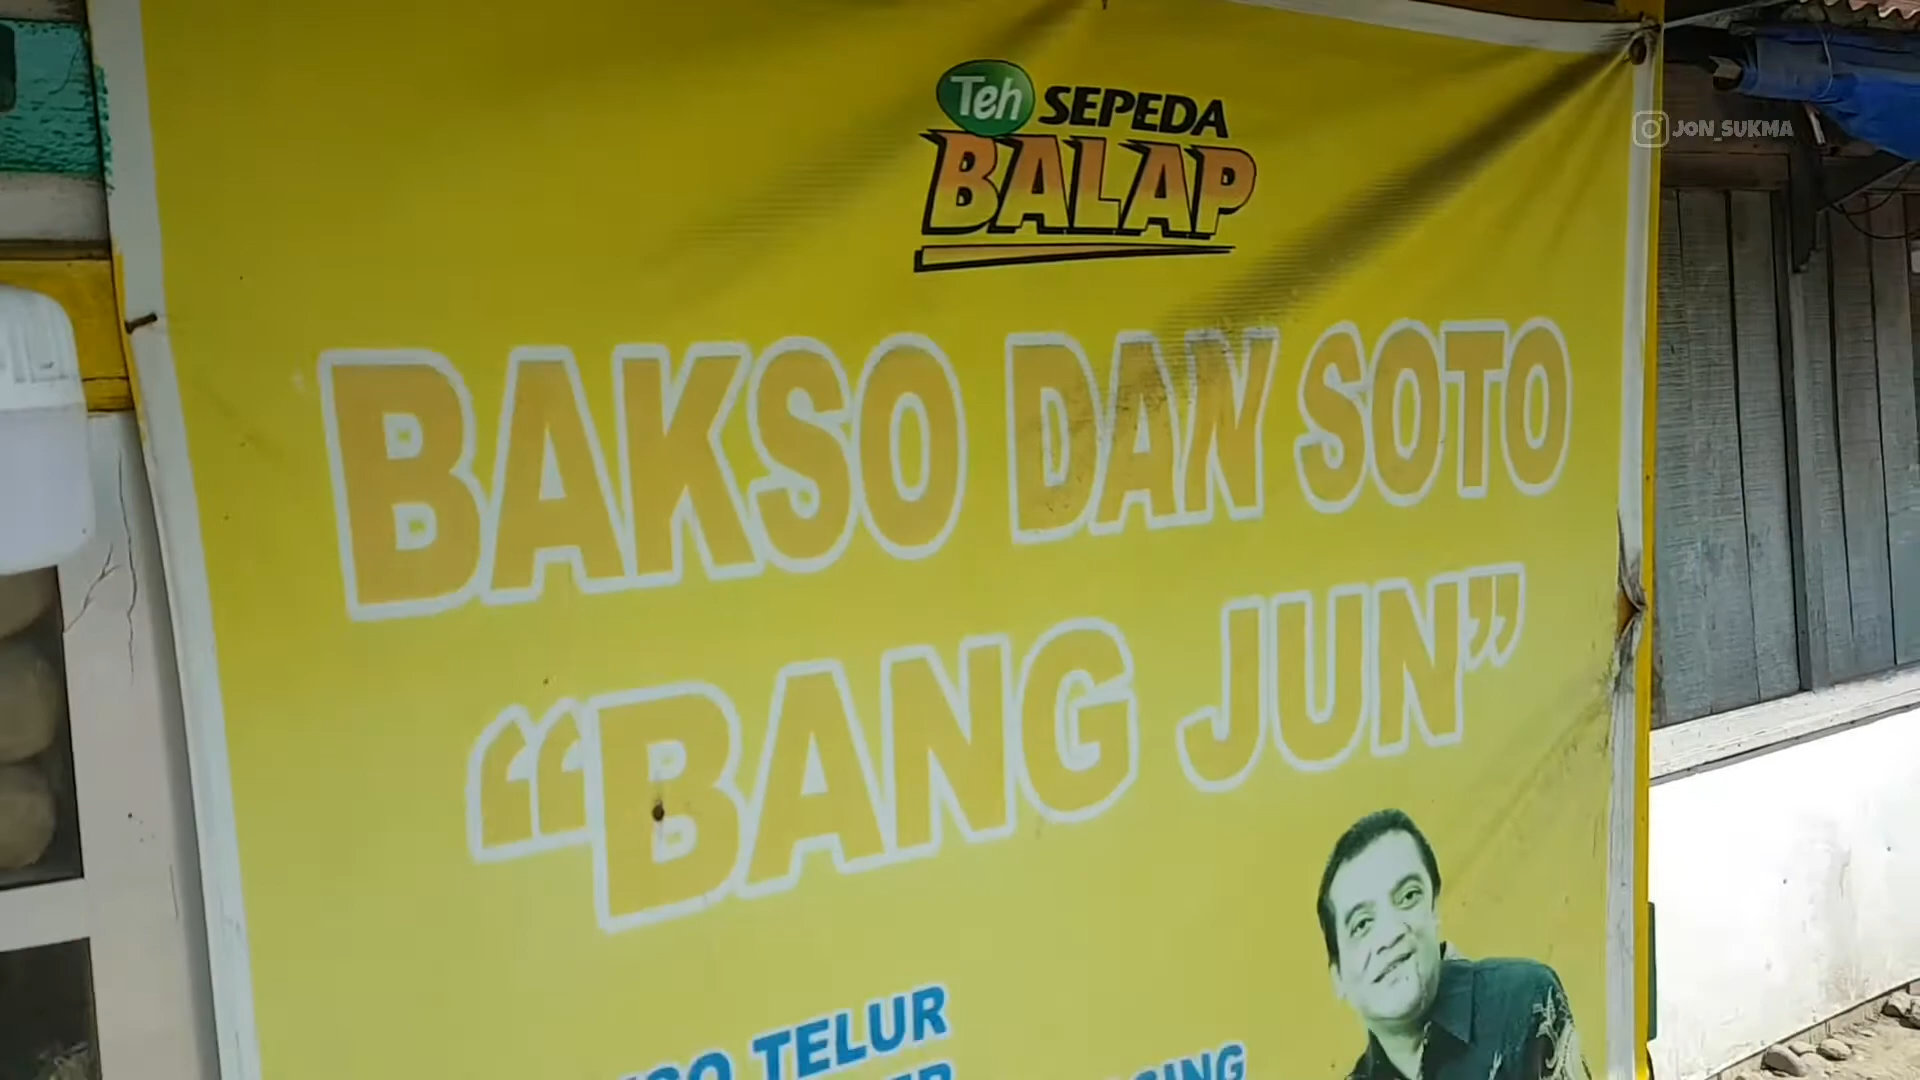 Teh SEPEDA
BALAP
JON_SUKMA
BAKSO DAN SOTO
“BANG JUN”
TELUR